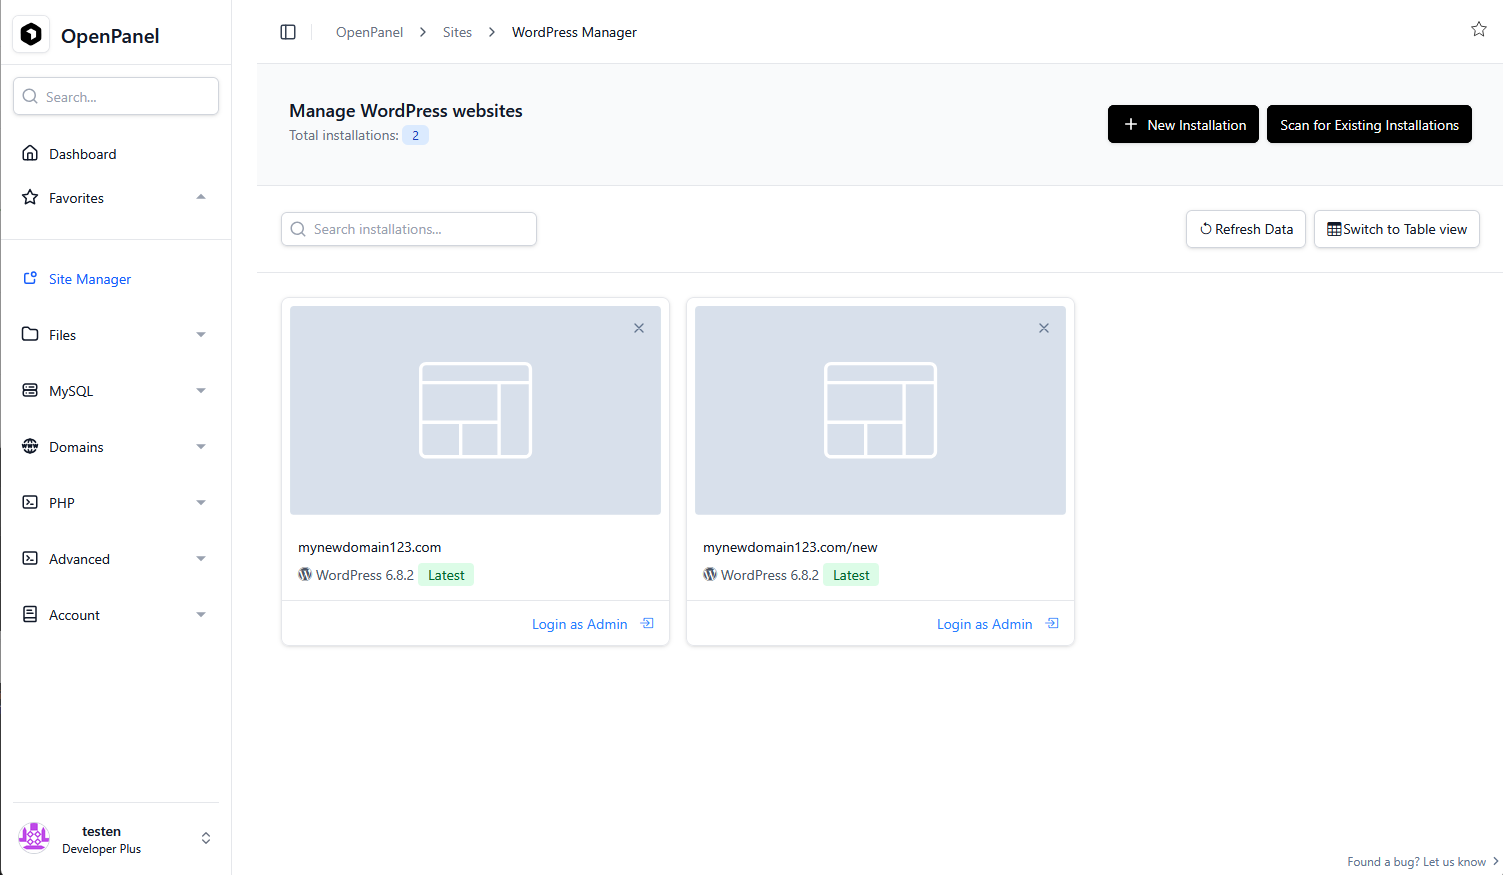 OpenPanel
Search...
Dashboard
Favorites
Site Manager
Files
MySQL
Domains
PHP
Advanced
Account
testen
Developer Plus
OpenPanel > Sites > WordPress Manager
Manage WordPress websites
Total installations: 2
+ New Installation
Scan for Existing Installations
Search installations...
Refresh Data
Switch to Table view
mynewdomain123.com
WordPress 6.8.2 Latest
Login as Admin
mynewdomain123.com/new
WordPress 6.8.2 Latest
Login as Admin
Found a bug? Let us know